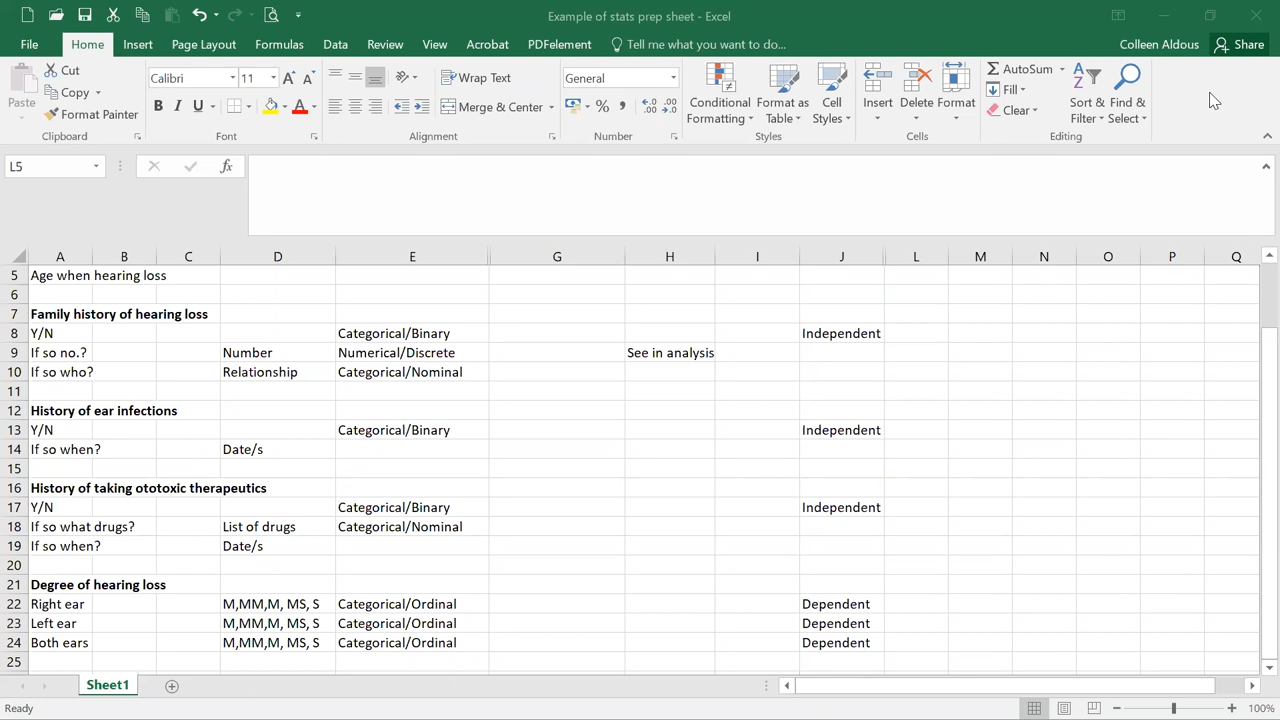 Example of stats prep sheet - Excel
File Home Insert Page Layout Formulas Data Review View Acrobat PDFelement Tell me what you want to do... Colleen Aldous Share
Paste Cut Copy Format Painter Clipboard
Calibri 11 B I U A Font
Wrap Text Merge & Center Alignment
General % , Number
Conditional Formatting Format as Table Cell Styles Styles
Insert Delete Format Cells
AutoSum Fill Clear Sort & Filter Find & Select Editing
L5 fx
A B C D E G H I J L M N O P Q
5 Age when hearing loss
6
7 Family history of hearing loss
8 Y/N Categorical/Binary Independent
9 If so no.? Number Numerical/Discrete See in analysis
10 If so who? Relationship Categorical/Nominal
11
12 History of ear infections
13 Y/N Categorical/Binary Independent
14 If so when? Date/s
15
16 History of taking ototoxic therapeutics
17 Y/N Categorical/Binary Independent
18 If so what drugs? List of drugs Categorical/Nominal
19 If so when? Date/s
20
21 Degree of hearing loss
22 Right ear M,MM,M, MS, S Categorical/Ordinal Dependent
23 Left ear M,MM,M, MS, S Categorical/Ordinal Dependent
24 Both ears M,MM,M, MS, S Categorical/Ordinal Dependent
25
Sheet1
Ready 100%